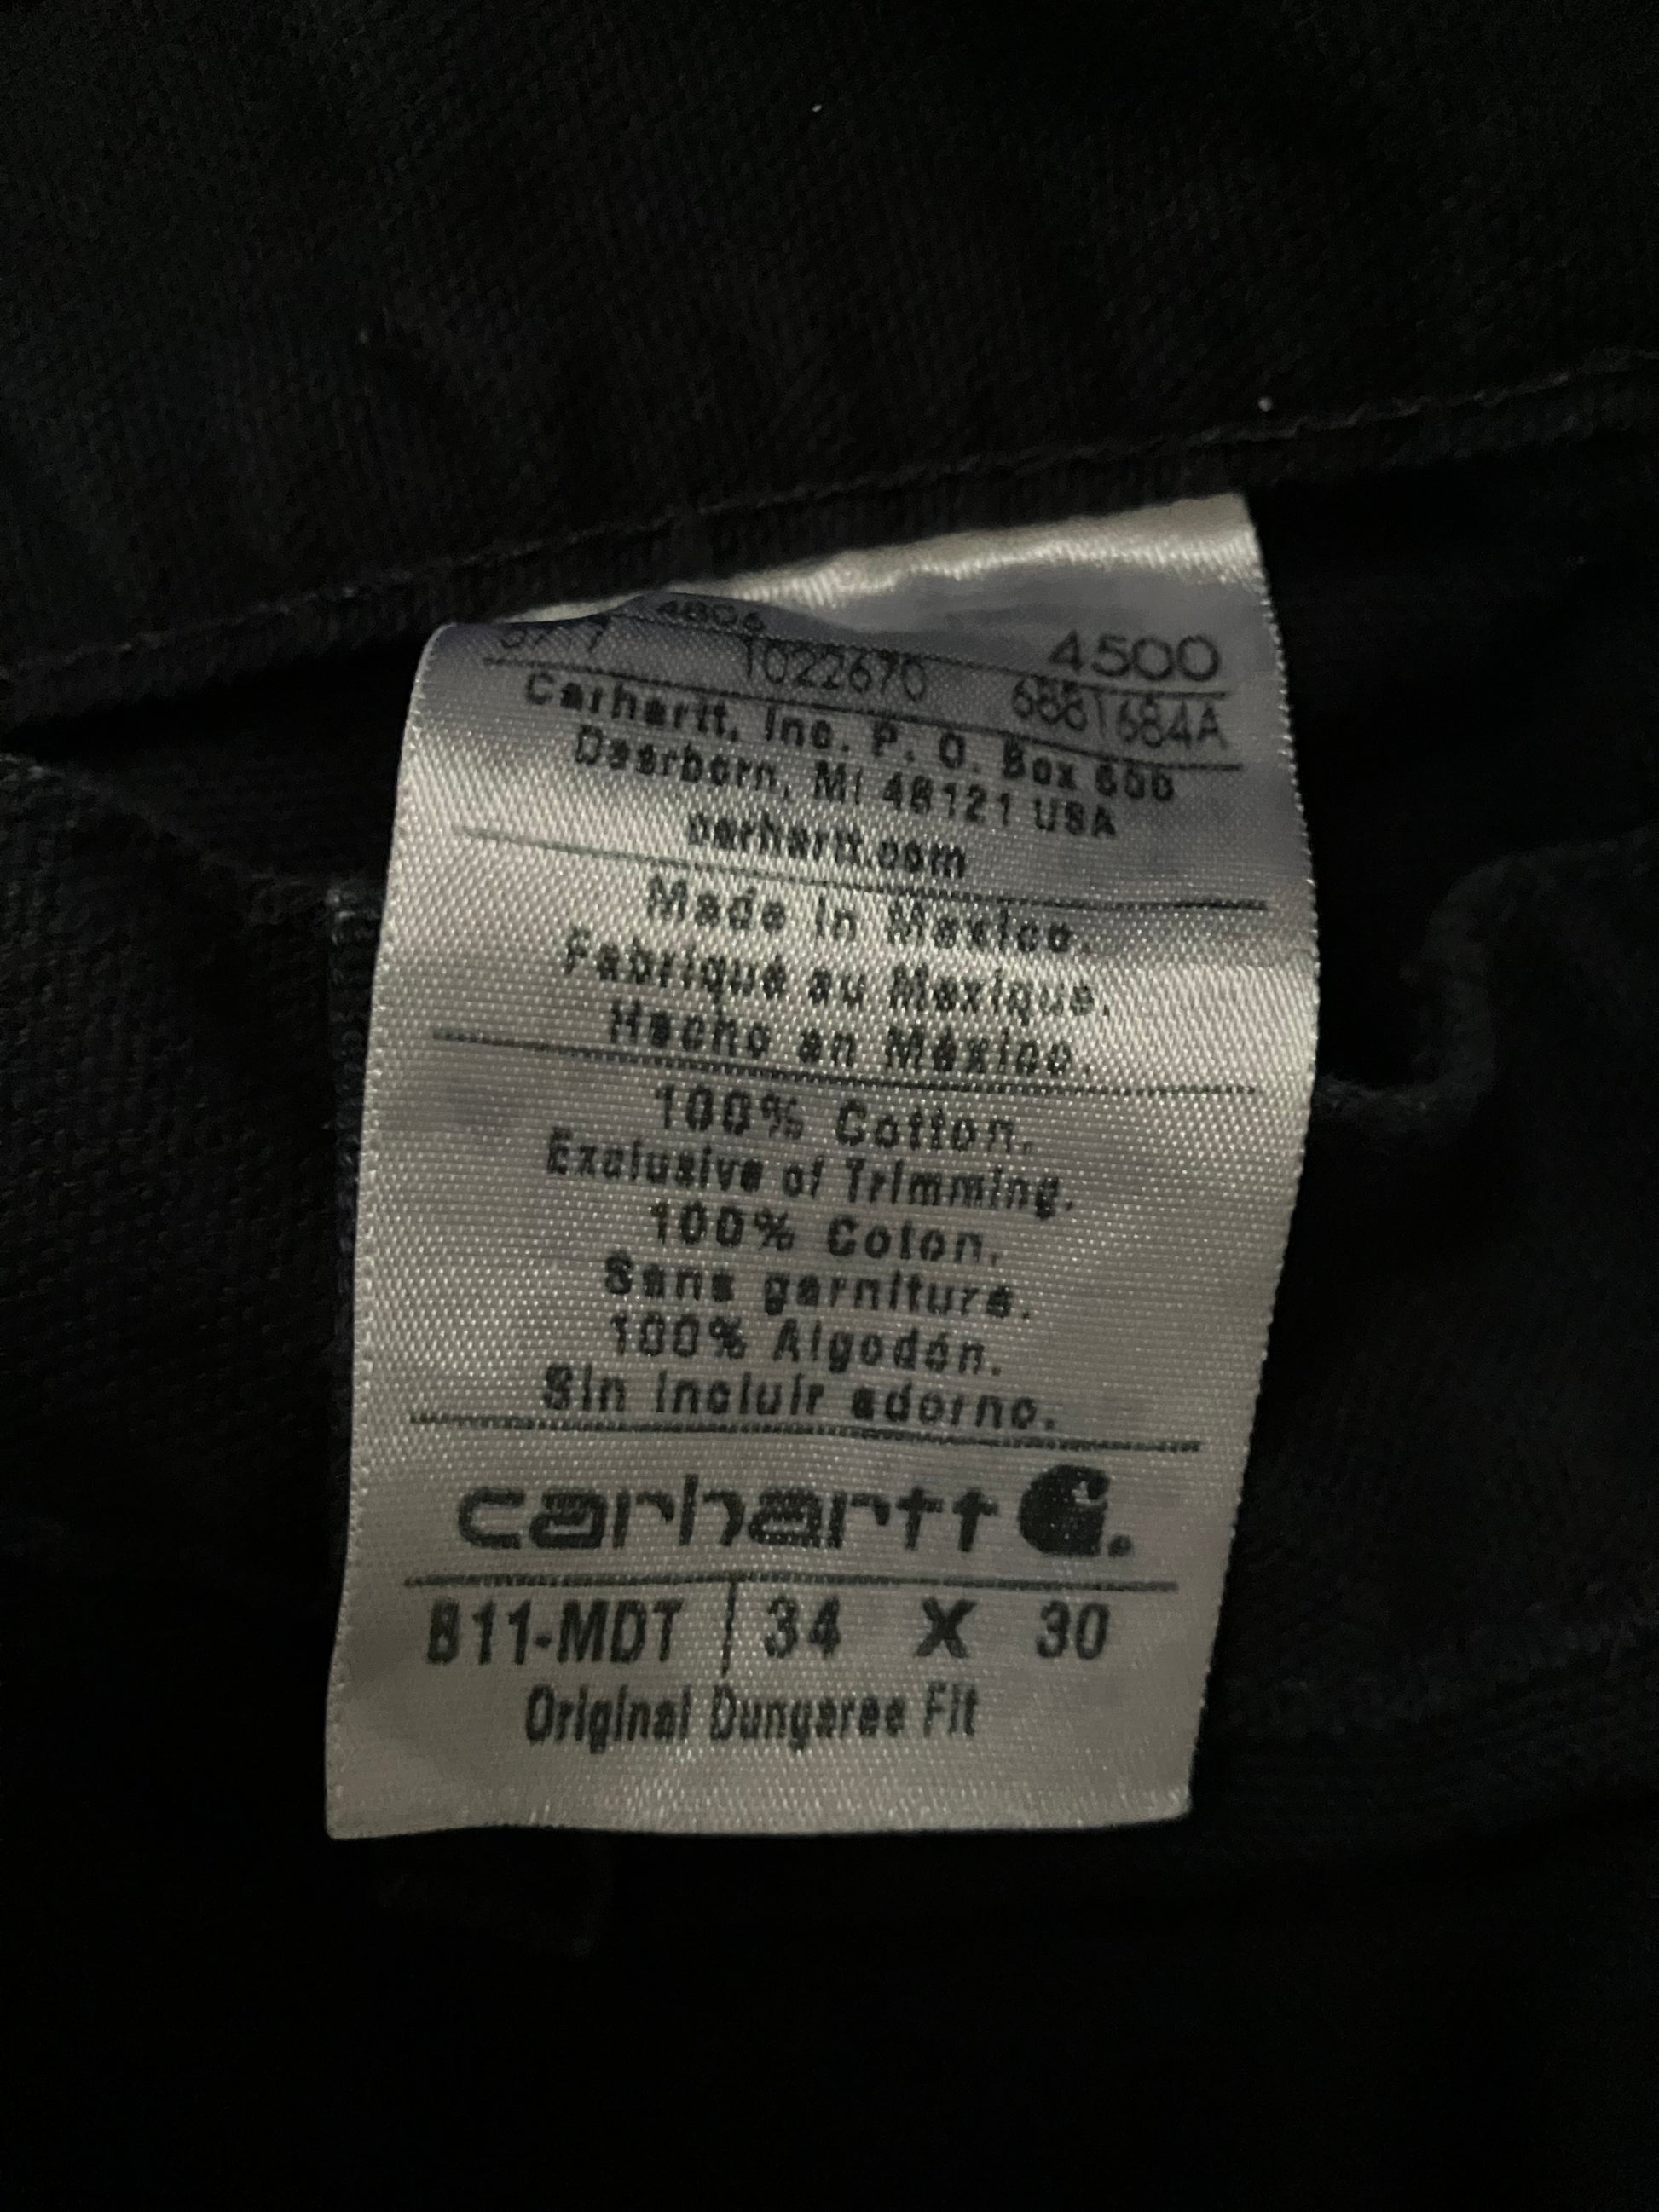 4500
1022670 6881684A
Carhartt, Inc. P. O. Box 600
Dearborn, MI 48121 USA
carhartt.com
Made in Mexico.
Fabriqué au Mexique.
Hecho en México.
100% Cotton.
Exclusive of Trimming.
100% Coton.
Sans garniture.
100% Algodón.
Sin incluir adorno.
carhartt
B11-MDT 34 X 30
Original Dungaree Fit